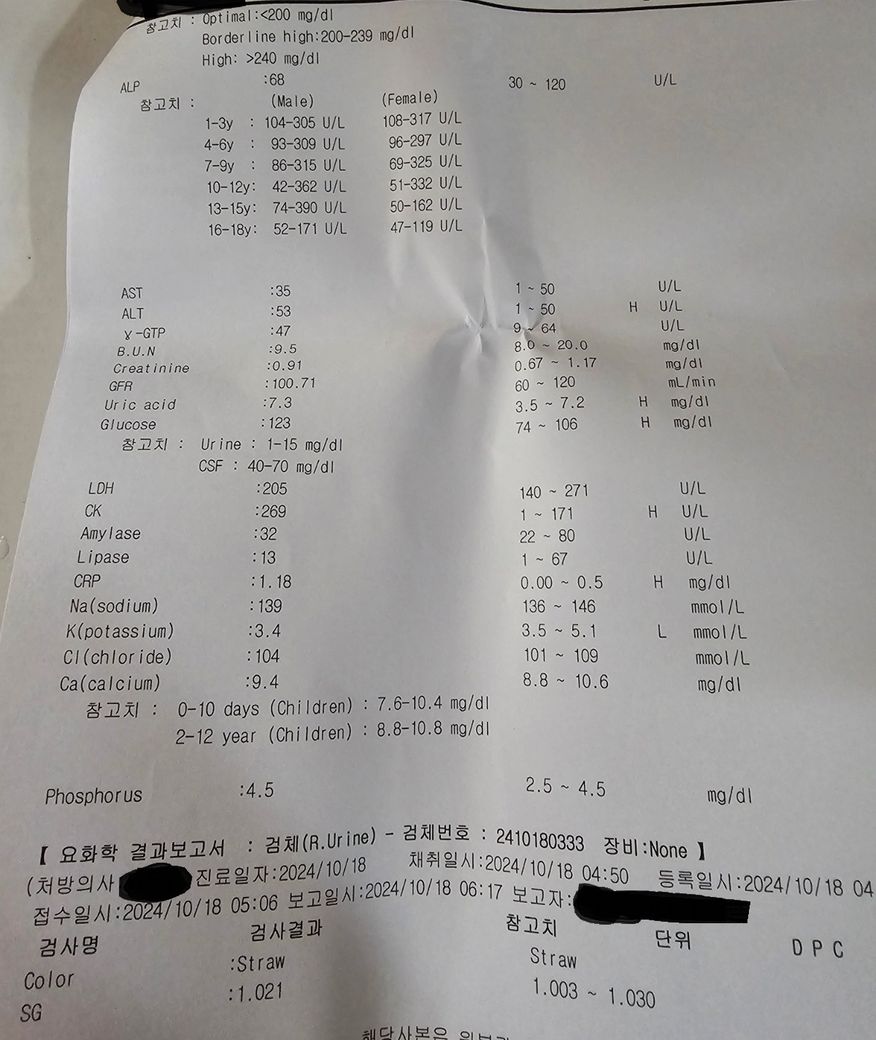 참고치 : Optimal:<200 mg/dl
Borderline high:200-239 mg/dl
High: >240 mg/dl
ALP :68 30 ~ 120 U/L
참고치 : (Male) (Female)
1-3y : 104-305 U/L 108-317 U/L
4-6y : 93-309 U/L 96-297 U/L
7-9y : 86-315 U/L 69-325 U/L
10-12y: 42-362 U/L 51-332 U/L
13-15y: 74-390 U/L 50-162 U/L
16-18y: 52-171 U/L 47-119 U/L
AST :35 1 ~ 50 U/L
ALT :53 1 ~ 50 H U/L
γ-GTP :47 9 ~ 64 U/L
B.U.N :9.5 8.0 ~ 20.0 mg/dl
Creatinine :0.91 0.67 ~ 1.17 mg/dl
GFR :100.71 60 ~ 120 mL/min
Uric acid :7.3 3.5 ~ 7.2 H mg/dl
Glucose :123 74 ~ 106 H mg/dl
참고치 : Urine : 1-15 mg/dl
CSF : 40-70 mg/dl
LDH :205 140 ~ 271 U/L
CK :269 1 ~ 171 H U/L
Amylase :32 22 ~ 80 U/L
Lipase :13 1 ~ 67 U/L
CRP :1.18 0.00 ~ 0.5 H mg/dl
Na(sodium) :139 136 ~ 146 mmol/L
K(potassium) :3.4 3.5 ~ 5.1 L mmol/L
Cl(chloride) :104 101 ~ 109 mmol/L
Ca(calcium) :9.4 8.8 ~ 10.6 mg/dl
참고치 : 0-10 days (Children) : 7.6-10.4 mg/dl
2-12 year (Children) : 8.8-10.8 mg/dl
Phosphorus :4.5 2.5 ~ 4.5 mg/dl
【 요화학 결과보고서 : 검체(R.Urine) - 검체번호 : 2410180333 장비:None 】
(처방의사 진료일자:2024/10/18 채취일시:2024/10/18 04:50 등록일시:2024/10/18 04
접수일시:2024/10/18 05:06 보고일시:2024/10/18 06:17 보고자:
검사명 검사결과 참고치 단위 D P C
Color :Straw Straw
SG :1.021 1.003 ~ 1.030
해당사본은